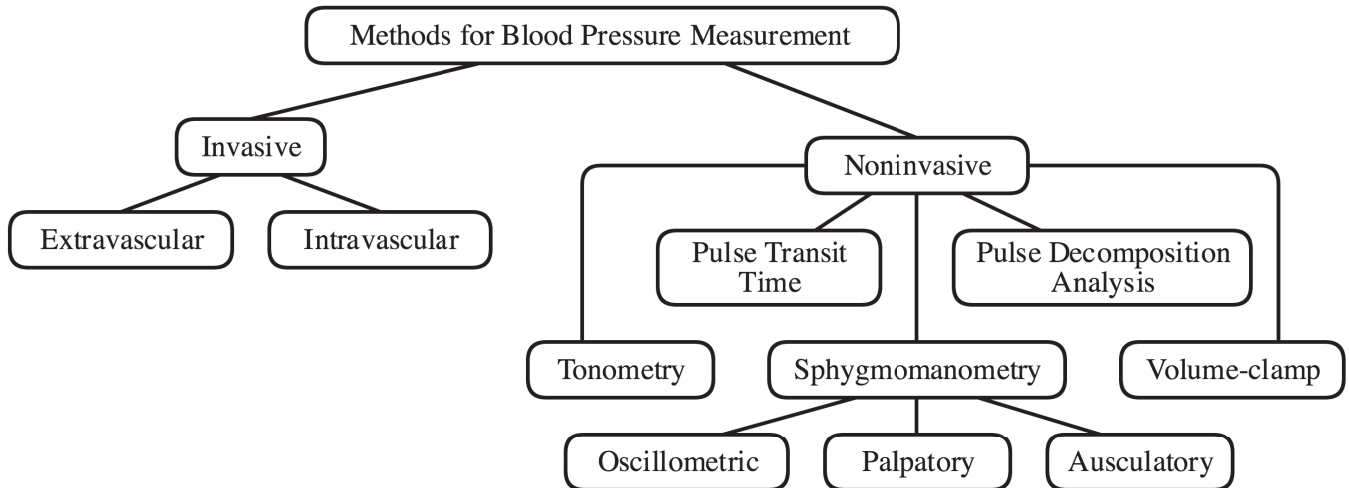 Methods for Blood Pressure Measurement
Invasive
Noninvasive
Extravascular
Intravascular
Pulse Transit
Time
Pulse Decomposition
Analysis
Tonometry
Sphygmomanometry
Volume-clamp
Oscillometric
Palpatory
Ausculatory